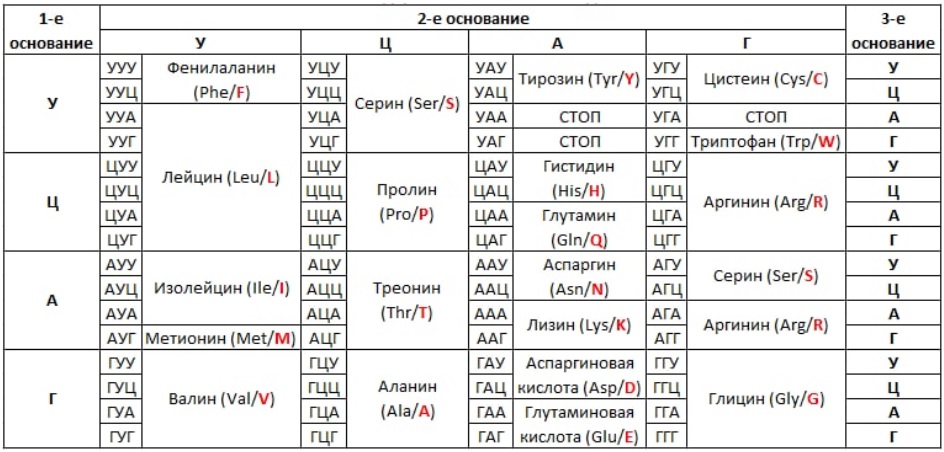 1-е основание 2-е основание 3-е основание
У Ц А Г
У УУУ Фенилаланин (Phe/F) УЦУ Серин (Ser/S) УАУ Тирозин (Tyr/Y) УГУ Цистеин (Cys/C) У
УУЦ УЦЦ УАЦ УГЦ Ц
УУА Лейцин (Leu/L) УЦА УАА СТОП УГА СТОП А
УУГ УЦГ УАГ СТОП УГГ Триптофан (Trp/W) Г
Ц ЦУУ ЦЦУ Пролин (Pro/P) ЦАУ Гистидин (His/H) ЦГУ Аргинин (Arg/R) У
ЦУЦ ЦЦЦ ЦАЦ ЦГЦ Ц
ЦУА ЦЦА ЦАА Глутамин (Gln/Q) ЦГА А
ЦУГ ЦЦГ ЦАГ ЦГГ Г
А АУУ Изолейцин (Ile/I) АЦУ Треонин (Thr/T) ААУ Аспаргин (Asn/N) АГУ Серин (Ser/S) У
АУЦ АЦЦ ААЦ АГЦ Ц
АУА АЦА ААА Лизин (Lys/K) АГА Аргинин (Arg/R) А
АУГ Метионин (Met/M) АЦГ ААГ АГГ Г
Г ГУУ Валин (Val/V) ГЦУ Аланин (Ala/A) ГАУ Аспаргиновая кислота (Asp/D) ГГУ Глицин (Gly/G) У
ГУЦ ГЦЦ ГАЦ ГГЦ Ц
ГУА ГЦА ГАА Глутаминовая кислота (Glu/E) ГГА А
ГУГ ГЦГ ГАГ ГГГ Г